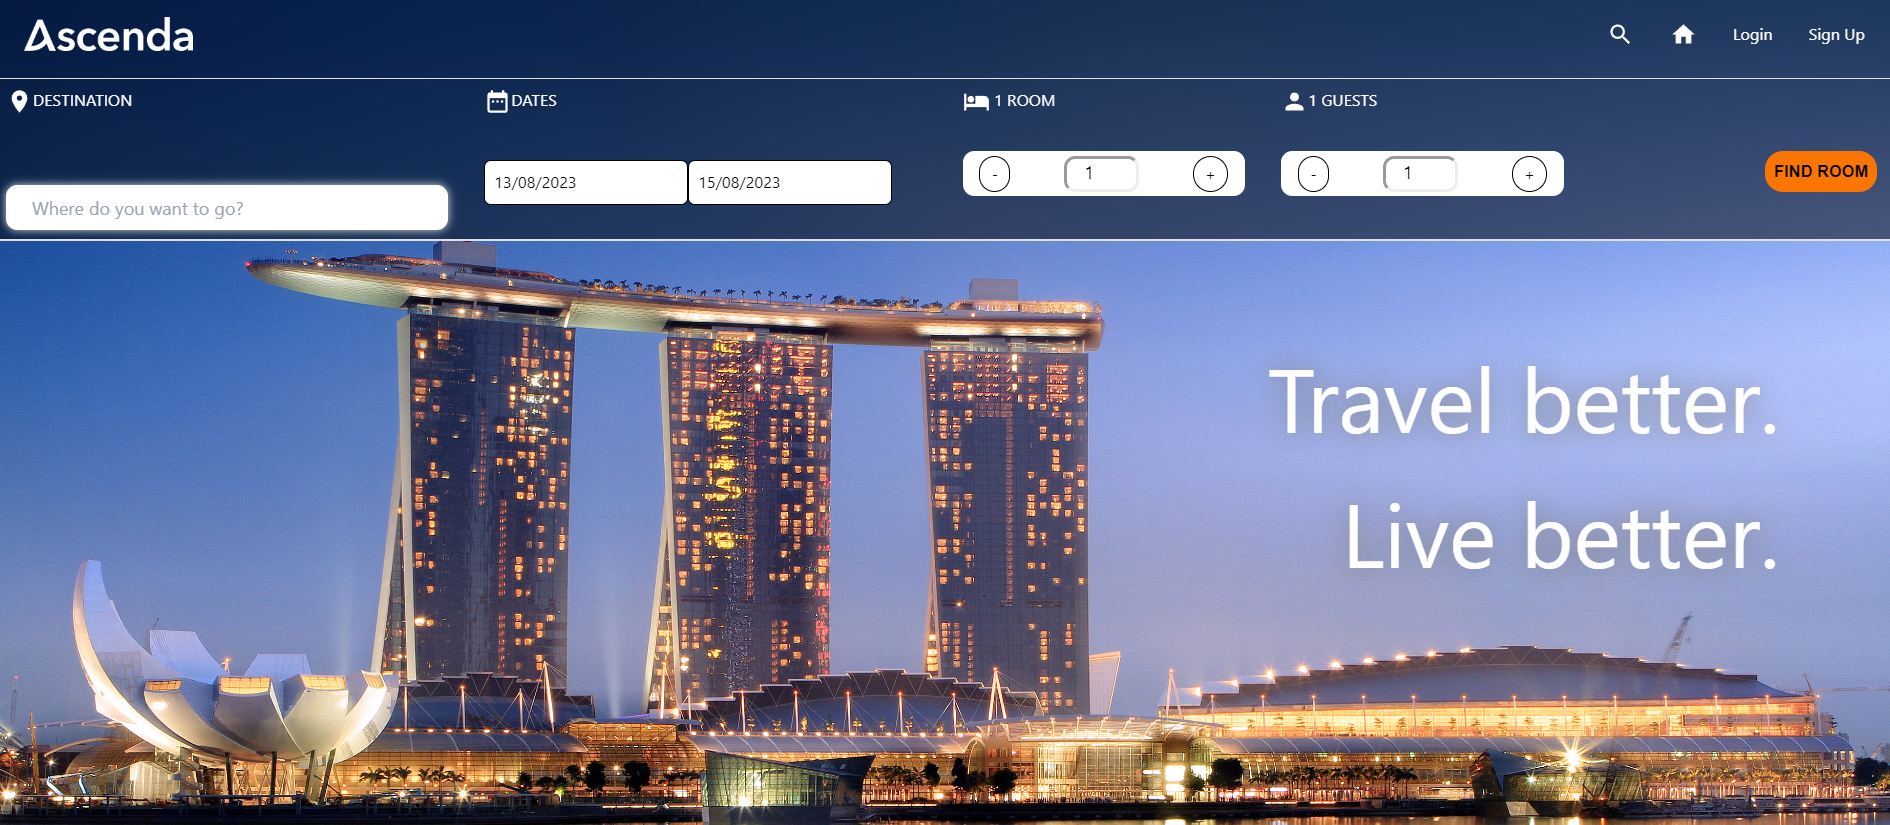 Ascenda
Login
Sign Up
DESTINATION
DATES
1 ROOM
1 GUESTS
Where do you want to go?
13/08/2023
15/08/2023
- 1 +
- 1 +
FIND ROOM
Travel better.
Live better.